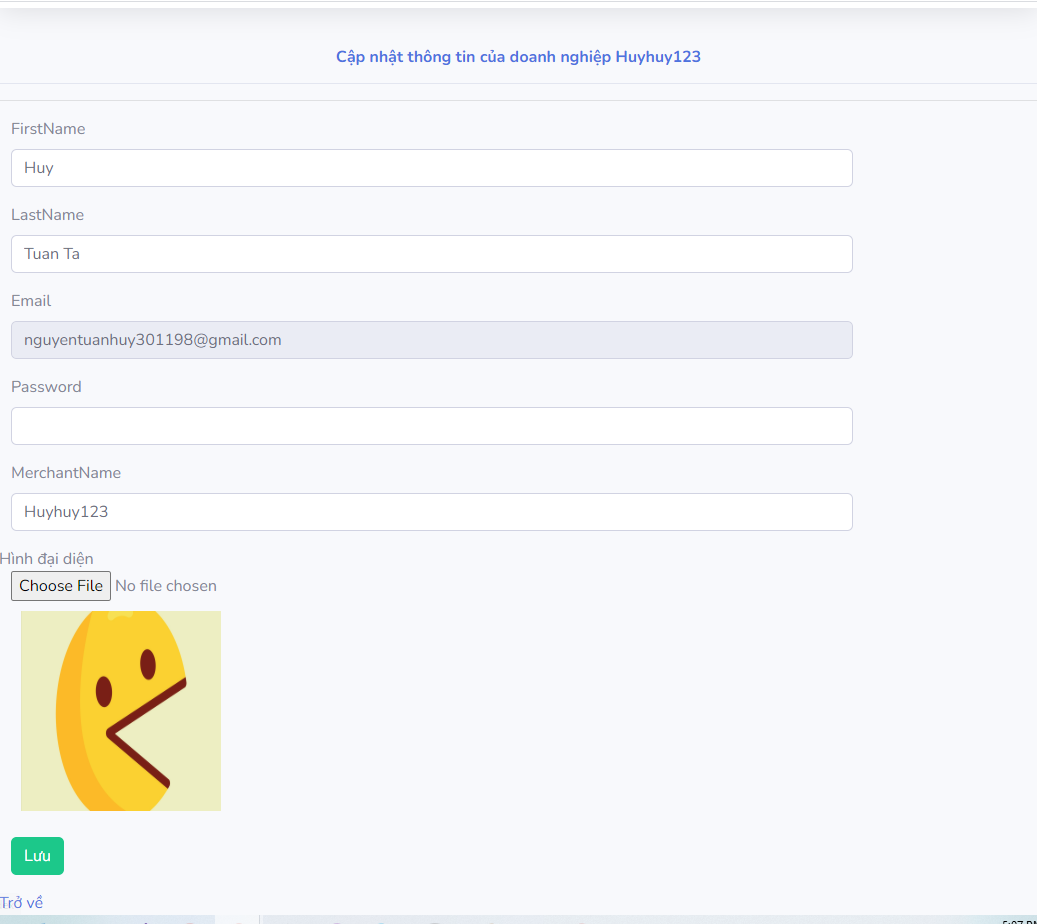 Cập nhật thông tin của doanh nghiệp Huyhuy123
FirstName
Huy
LastName
Tuan Ta
Email
nguyentuanhuy301198@gmail.com
Password
MerchantName
Huyhuy123
Hình đại diện
Choose File No file chosen
Lưu
Trở về